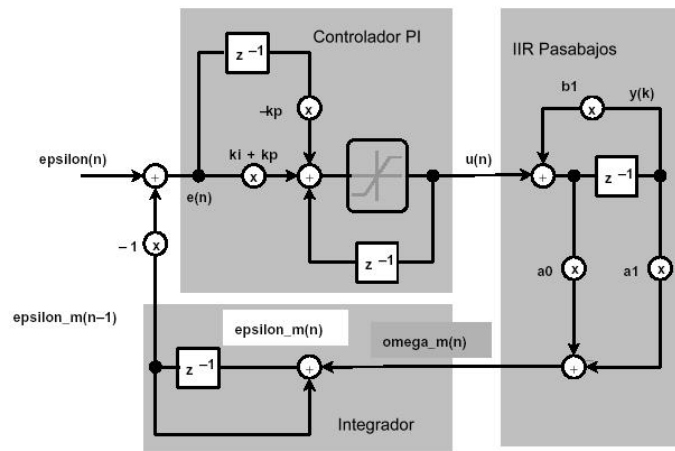 Controlador PI
IIR Pasabajos
z –1
b1
y(k)
x
–kp
x
epsilon(n)
ki + kp
u(n)
+
x
+
+
z –1
e(n)
– 1
x
z –1
a0
x
a1
x
epsilon_m(n–1)
epsilon_m(n)
omega_m(n)
z –1
+
+
Integrador